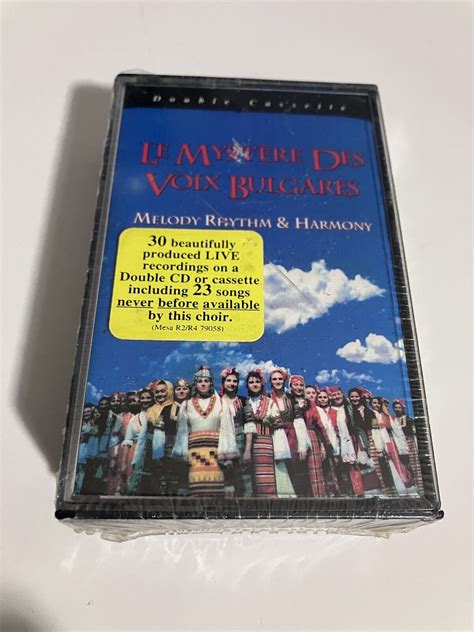 Double Cassette
LE MYSTÈRE DES
VOIX BULGARES
MELODY RHYTHM & HARMONY
30 beautifully
produced LIVE
recordings on a
Double CD or cassette
including 23 songs
never before available
by this choir.
(Mesa R2/R4 79058)